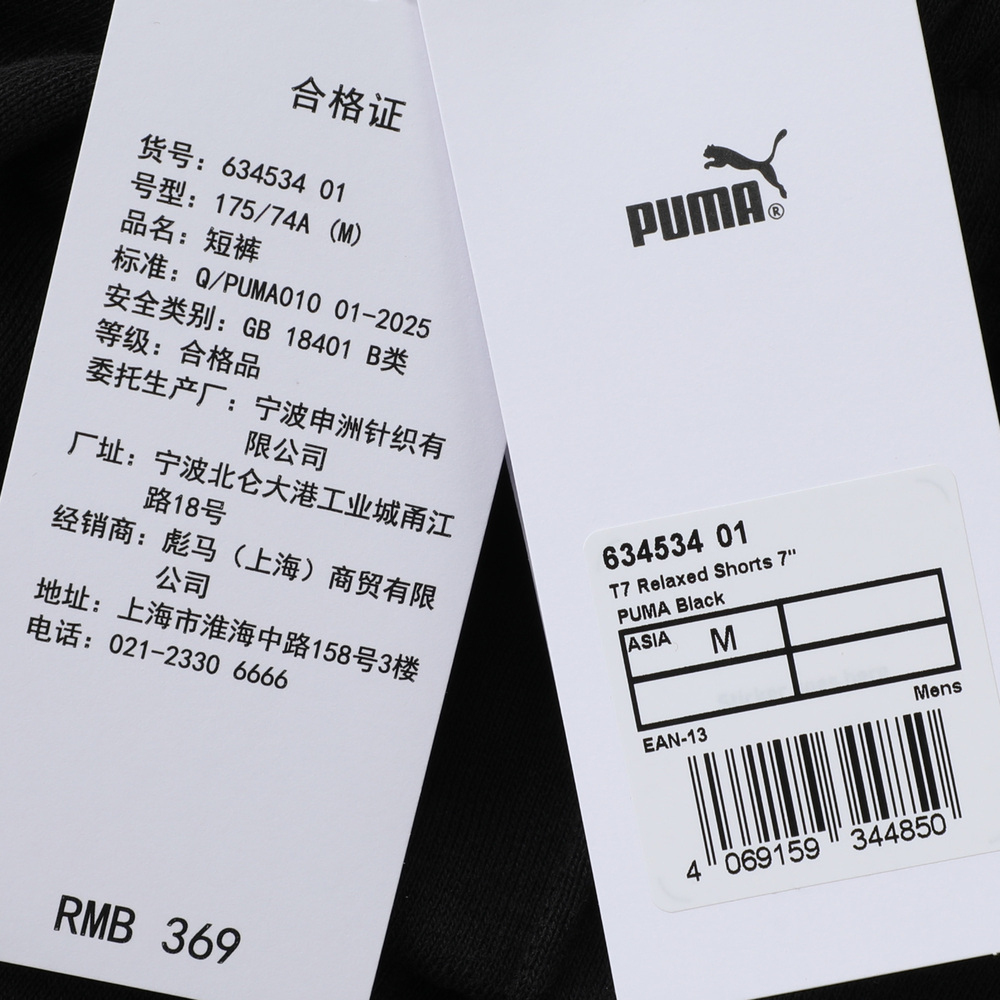 合格证
货号：634534 01
号型：175/74A (M)
品名：短裤
标准：Q/PUMA010 01-2025
安全类别：GB 18401 B类
等级：合格品
委托生产厂：宁波申洲针织有
限公司
厂址：宁波北仑大港工业城甬江
路18号
经销商：彪马（上海）商贸有限
公司
地址：上海市淮海中路158号3楼
电话：021-2330 6666
RMB 369
PUMA®
634534 01
T7 Relaxed Shorts 7"
PUMA Black
ASIA M
Mens
EAN-13
4 069159 344850